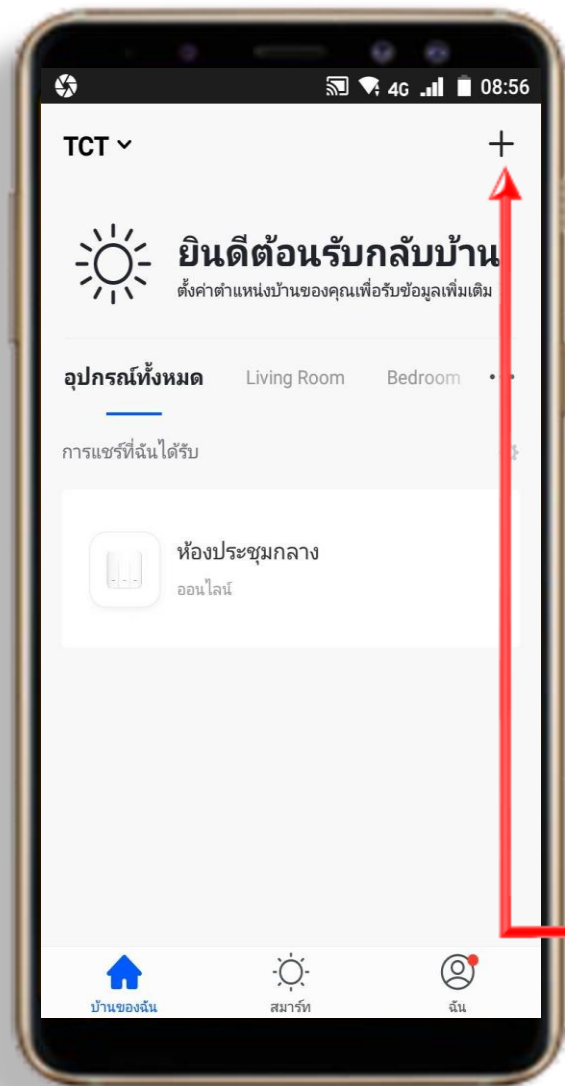 4G 08:56
TCT
ยินดีต้อนรับกลับบ้าน
ตั้งค่าตำแหน่งบ้านของคุณเพื่อรับข้อมูลเพิ่มเติม
อุปกรณ์ทั้งหมด Living Room Bedroom
การแชร์ที่ฉันได้รับ
ห้องประชุมกลาง
ออนไลน์
บ้านของฉัน สมาร์ท ฉัน